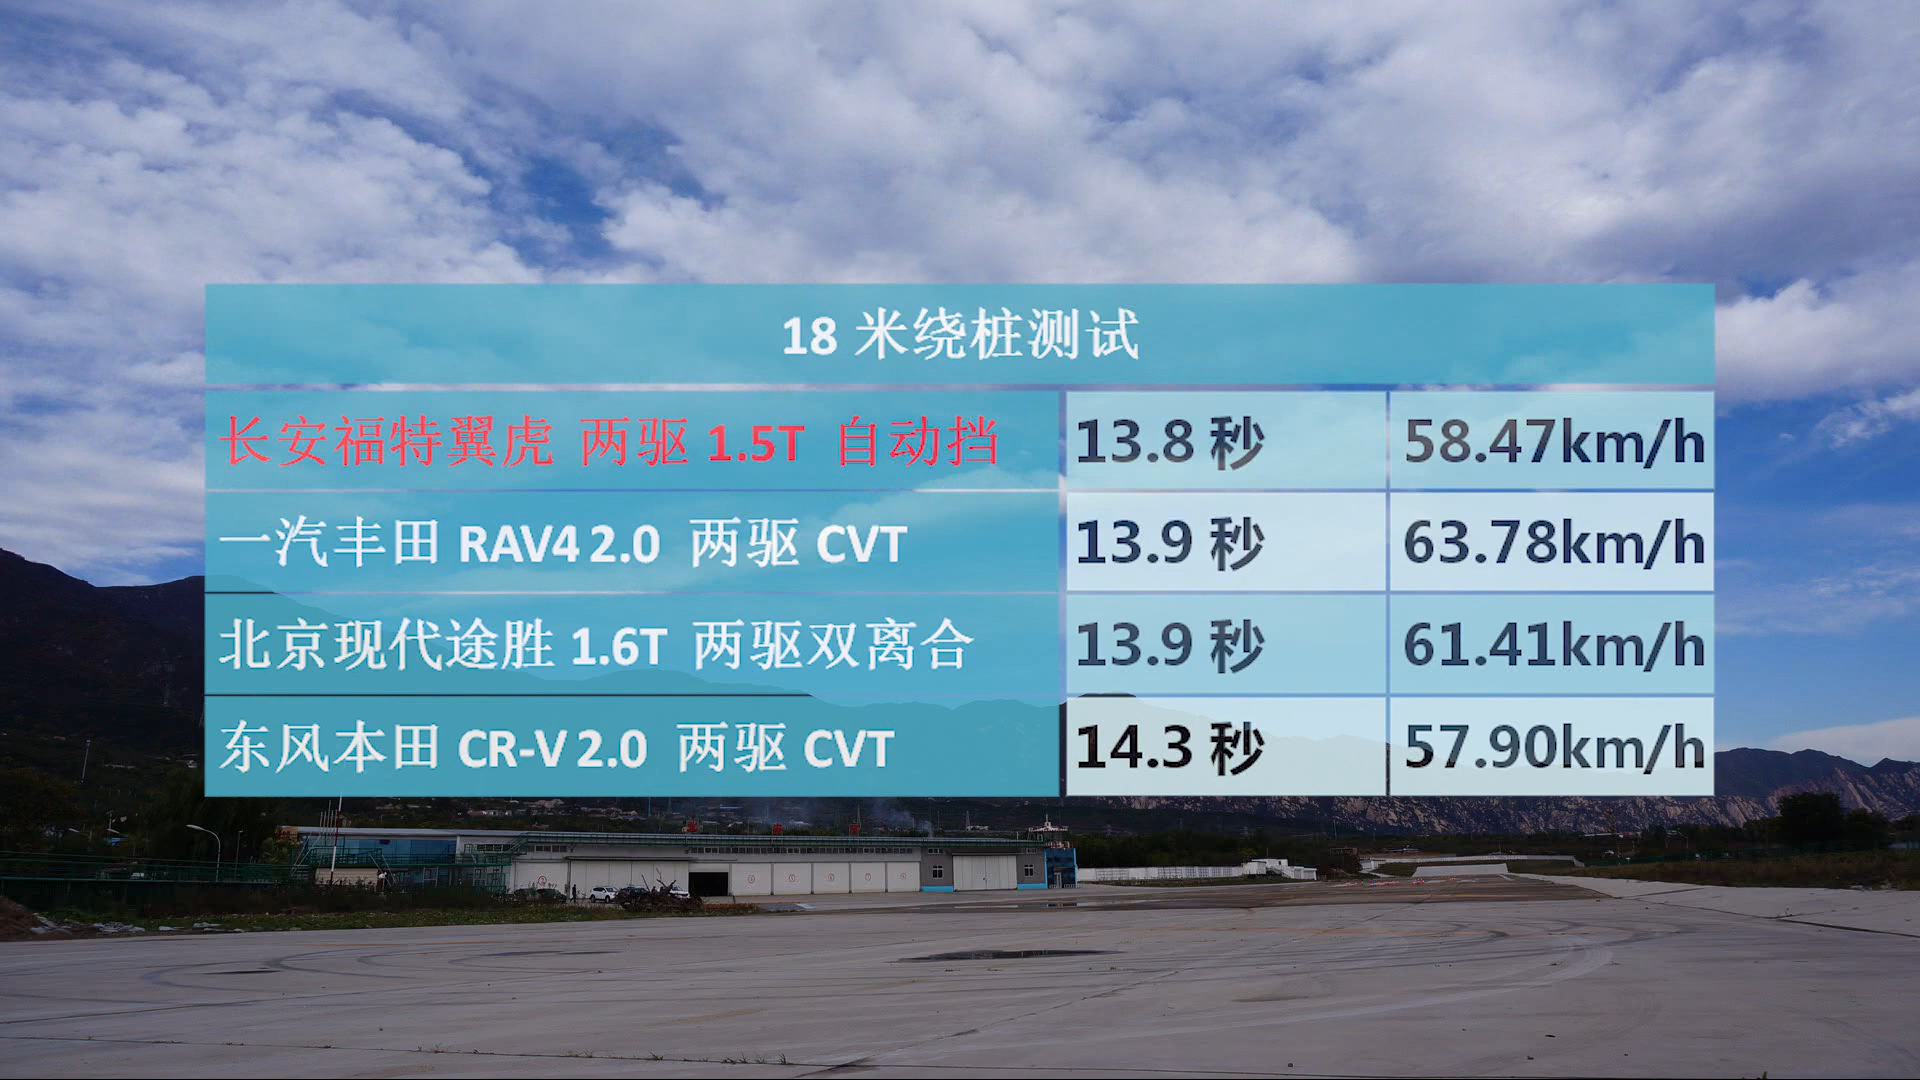 18 米绕桩测试
长安福特翼虎 两驱 1.5T 自动挡 13.8 秒 58.47km/h
一汽丰田 RAV4 2.0 两驱 CVT 13.9 秒 63.78km/h
北京现代途胜 1.6T 两驱双离合 13.9 秒 61.41km/h
东风本田 CR-V 2.0 两驱 CVT 14.3 秒 57.90km/h